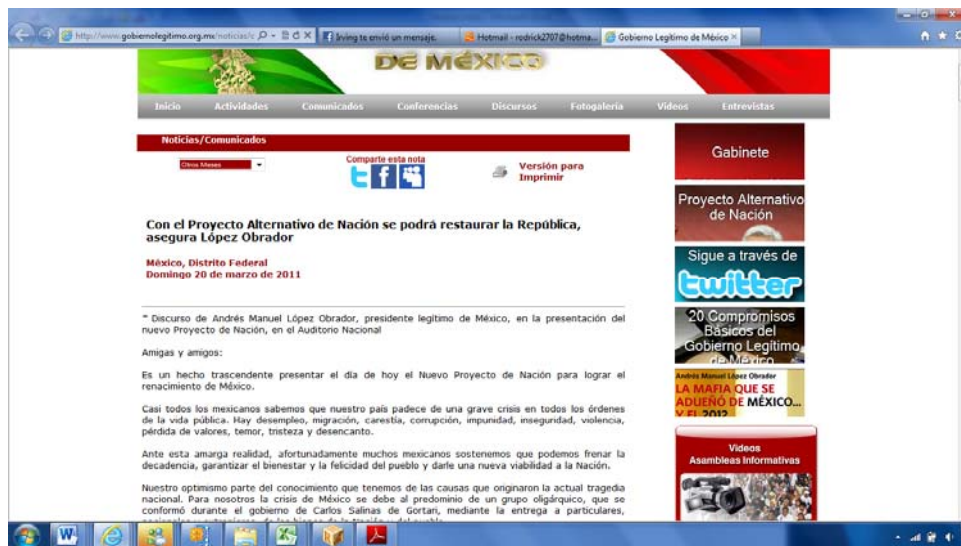 http://www.gobiernolegitimo.org.mx/noticias/c
Irving te envió un mensaje.
Hotmail - rodrick2707@hotma...
Gobierno Legítimo de México
DE MÉXICO
Inicio Actividades Comunicados Conferencias Discursos Fotogalería Videos Entrevistas
Noticias/Comunicados
Otros Meses
Comparte esta nota
Versión para
Imprimir
Con el Proyecto Alternativo de Nación se podrá restaurar la República,
asegura López Obrador
México, Distrito Federal
Domingo 20 de marzo de 2011
* Discurso de Andrés Manuel López Obrador, presidente legítimo de México, en la presentación del
nuevo Proyecto de Nación, en el Auditorio Nacional
Amigas y amigos:
Es un hecho trascendente presentar el día de hoy el Nuevo Proyecto de Nación para lograr el
renacimiento de México.
Casi todos los mexicanos sabemos que nuestro país padece de una grave crisis en todos los órdenes
de la vida pública. Hay desempleo, migración, carestía, corrupción, impunidad, inseguridad, violencia,
pérdida de valores, temor, tristeza y desencanto.
Ante esta amarga realidad, afortunadamente muchos mexicanos sostenemos que podemos frenar la
decadencia, garantizar el bienestar y la felicidad del pueblo y darle una nueva viabilidad a la Nación.
Nuestro optimismo parte del conocimiento que tenemos de las causas que originaron la actual tragedia
nacional. Para nosotros la crisis de México se debe al predominio de un grupo oligárquico, que se
conformó durante el gobierno de Carlos Salinas de Gortari, mediante la entrega a particulares,
Gabinete
Proyecto Alternativo
de Nación
Sigue a través de
twitter
20 Compromisos
Básicos del
Gobierno Legítimo
de México
Andrés Manuel López Obrador
LA MAFIA QUE SE
ADUEÑÓ DE MÉXICO...
Y EL 2012
Videos
Asambleas Informativas